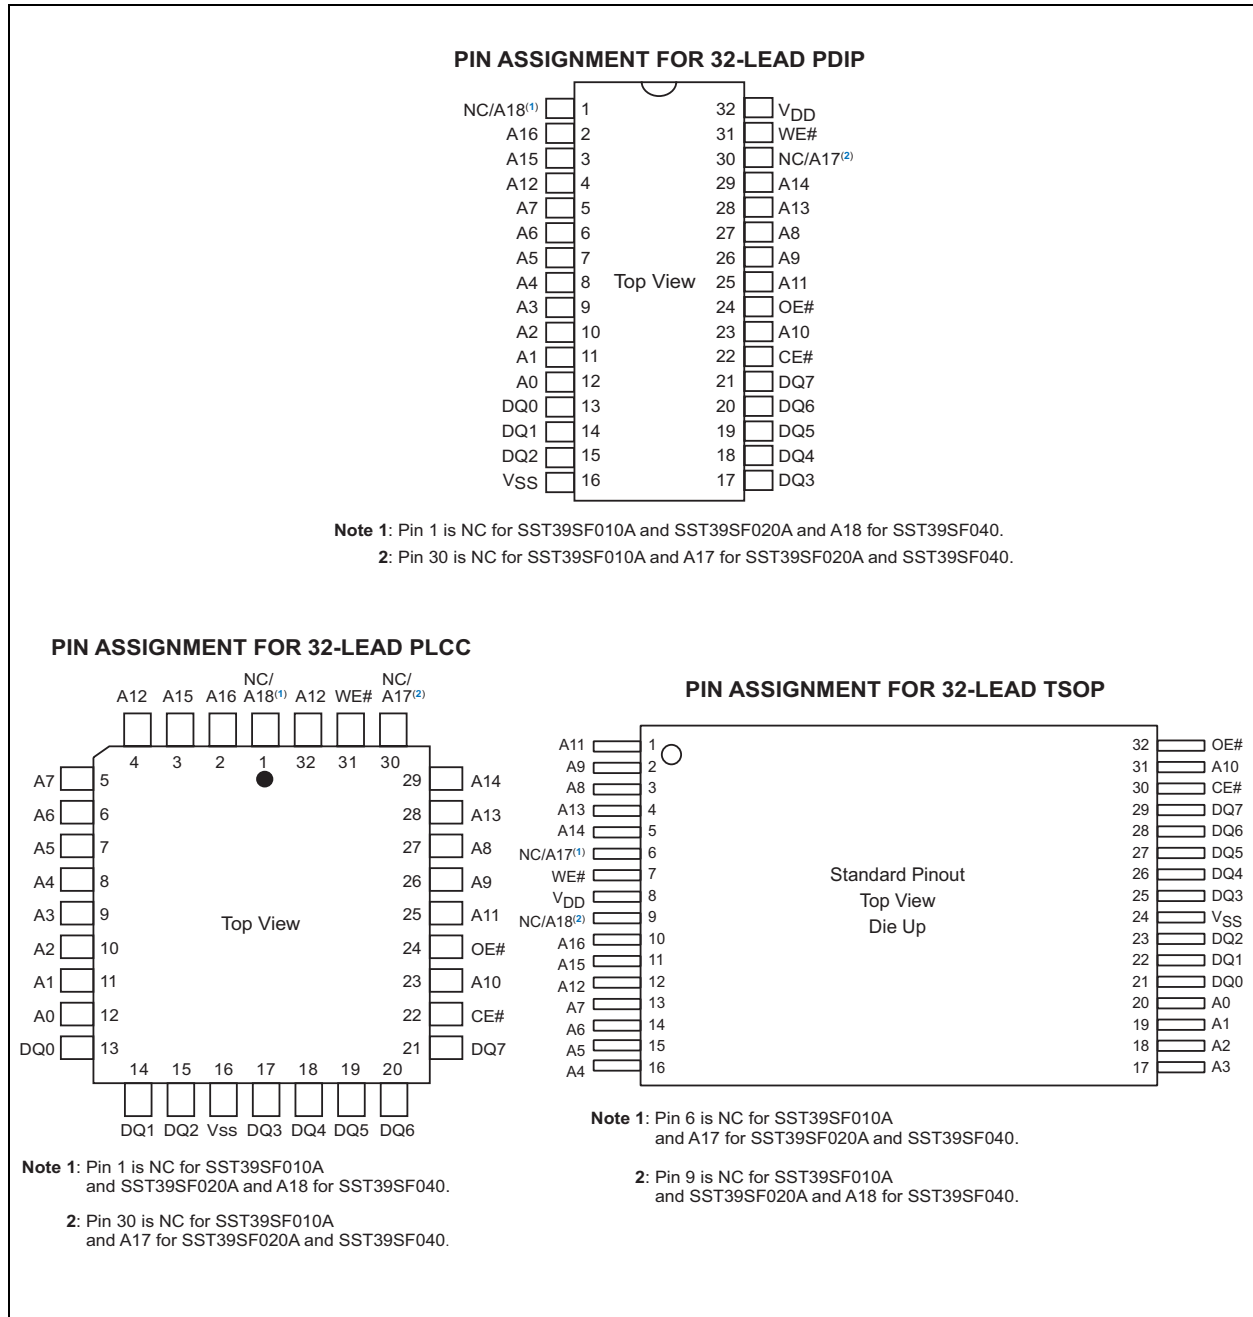 PIN ASSIGNMENT FOR 32-LEAD PDIP
NC/A18(1) 1 32 VDD
A16 2 31 WE#
A15 3 30 NC/A17(2)
A12 4 29 A14
A7 5 28 A13
A6 6 27 A8
A5 7 26 A9
A4 8 Top View 25 A11
A3 9 24 OE#
A2 10 23 A10
A1 11 22 CE#
A0 12 21 DQ7
DQ0 13 20 DQ6
DQ1 14 19 DQ5
DQ2 15 18 DQ4
VSS 16 17 DQ3
Note 1: Pin 1 is NC for SST39SF010A and SST39SF020A and A18 for SST39SF040.
2: Pin 30 is NC for SST39SF010A and A17 for SST39SF020A and SST39SF040.
PIN ASSIGNMENT FOR 32-LEAD PLCC
NC/ NC/
A12 A15 A16 A18(1) A12 WE# A17(2)
4 3 2 1 32 31 30
A7 5 29 A14
A6 6 28 A13
A5 7 27 A8
A4 8 26 A9
A3 9 25 A11
Top View
A2 10 24 OE#
A1 11 23 A10
A0 12 22 CE#
DQ0 13 21 DQ7
14 15 16 17 18 19 20
DQ1 DQ2 Vss DQ3 DQ4 DQ5 DQ6
Note 1: Pin 1 is NC for SST39SF010A
and SST39SF020A and A18 for SST39SF040.
2: Pin 30 is NC for SST39SF010A
and A17 for SST39SF020A and SST39SF040.
PIN ASSIGNMENT FOR 32-LEAD TSOP
A11 1 32 OE#
A9 2 31 A10
A8 3 30 CE#
A13 4 29 DQ7
A14 5 28 DQ6
NC/A17(1) 6 27 DQ5
WE# 7 Standard Pinout 26 DQ4
VDD 8 Top View 25 DQ3
NC/A18(2) 9 Die Up 24 VSS
A16 10 23 DQ2
A15 11 22 DQ1
A12 12 21 DQ0
A7 13 20 A0
A6 14 19 A1
A5 15 18 A2
A4 16 17 A3
Note 1: Pin 6 is NC for SST39SF010A
and A17 for SST39SF020A and SST39SF040.
2: Pin 9 is NC for SST39SF010A
and SST39SF020A and A18 for SST39SF040.